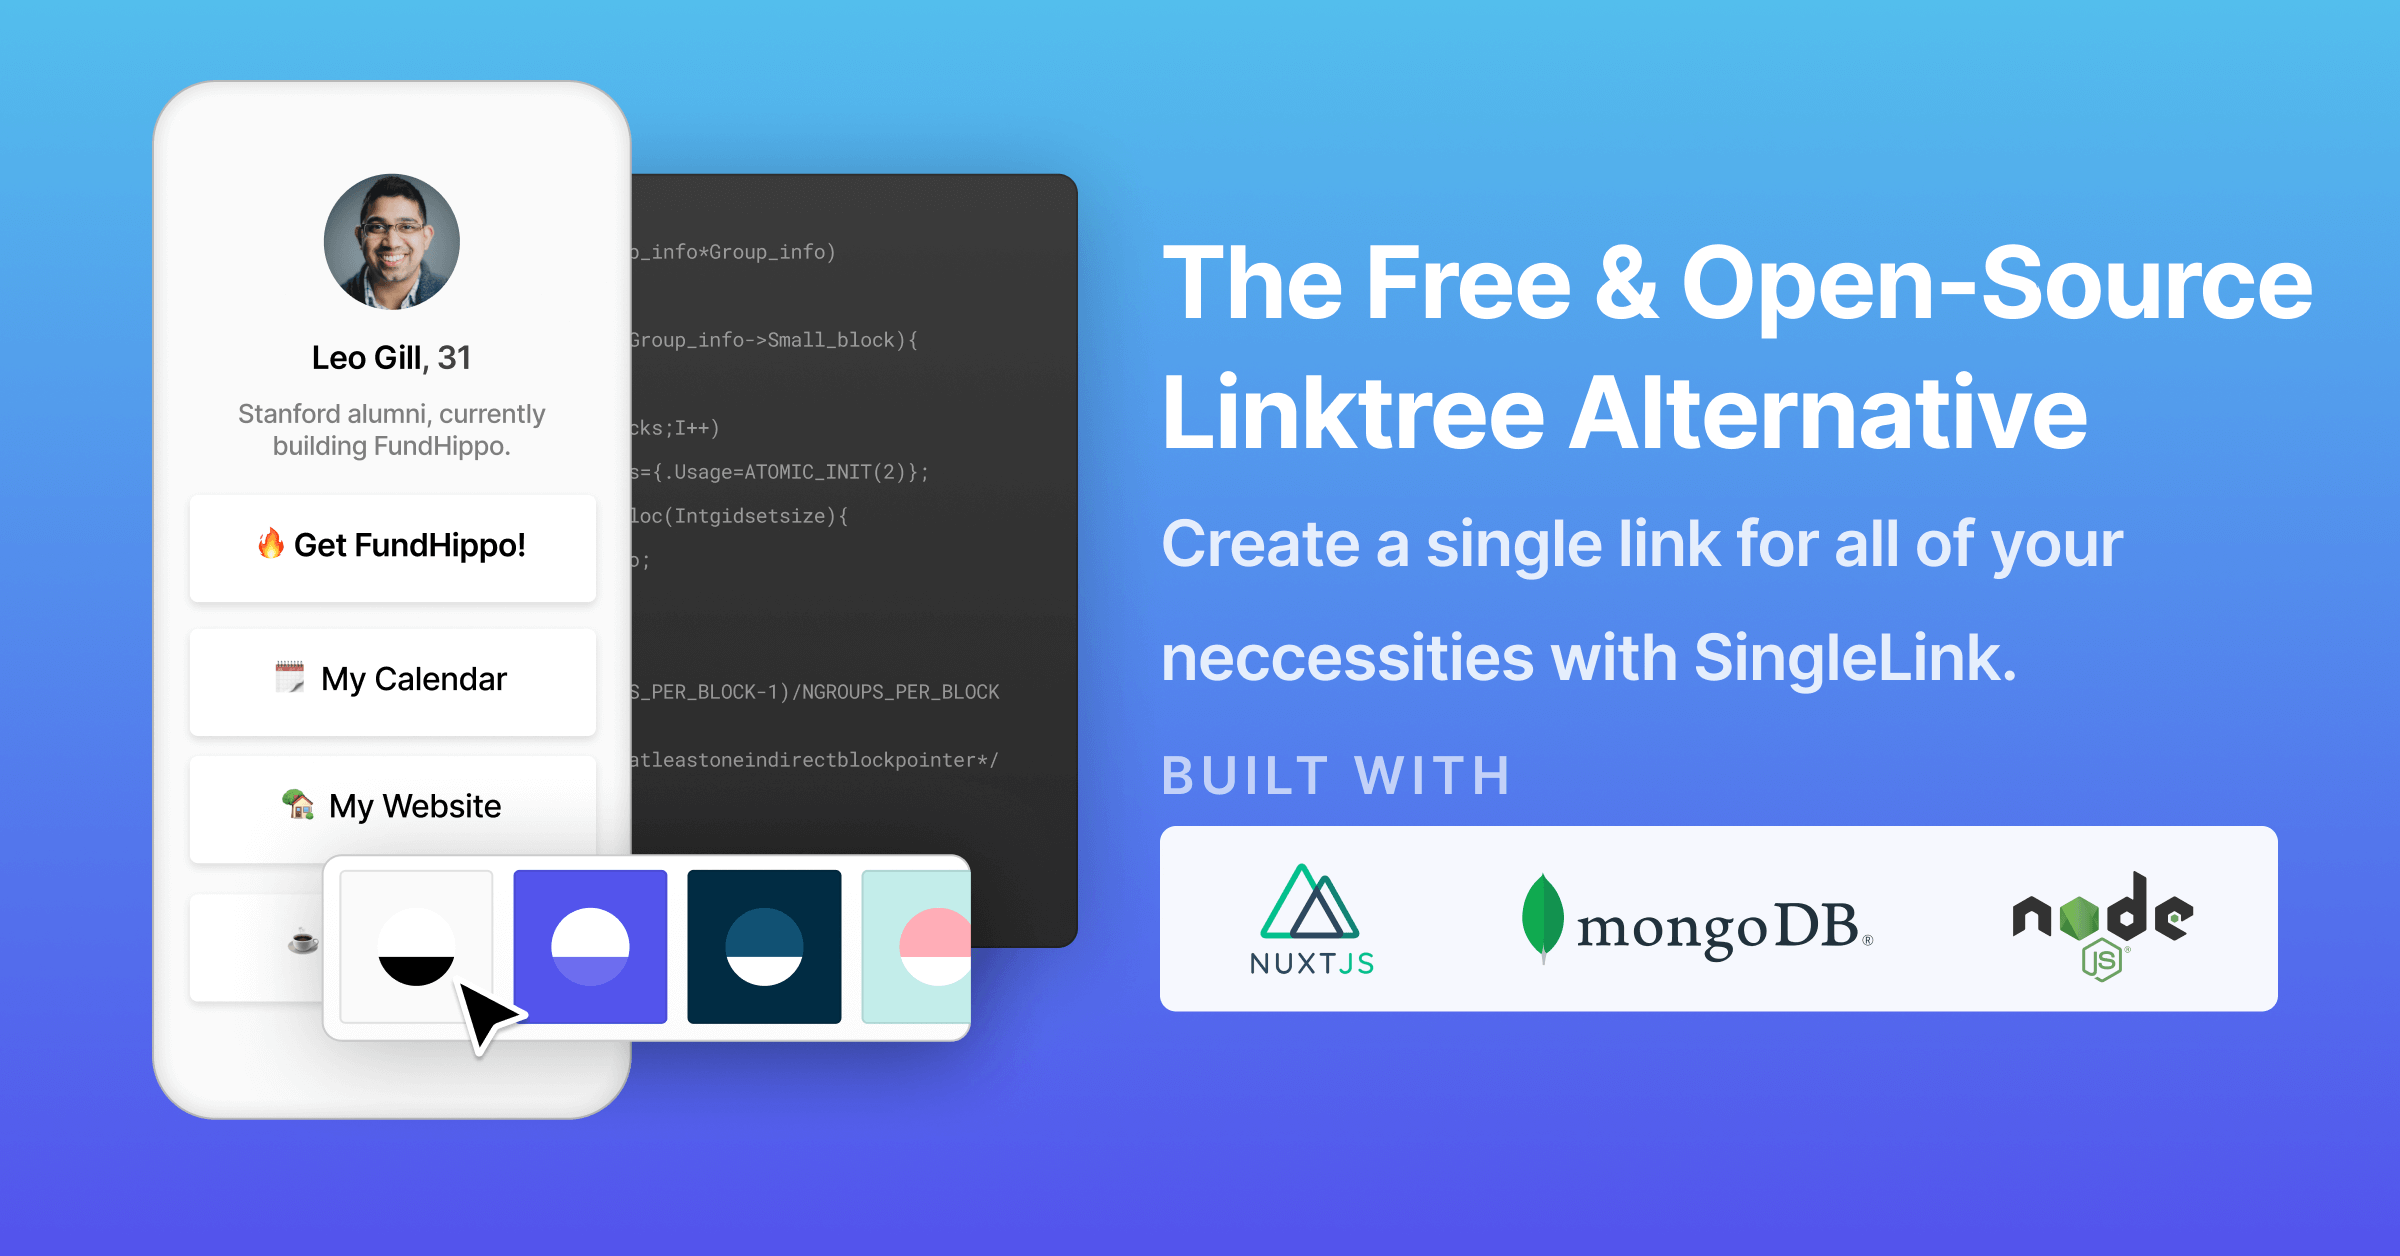 Leo Gill, 31
Stanford alumni, currently
building FundHippo.
Get FundHippo!
My Calendar
My Website
p_info*Group_info)
Group_info->Small_block){
cks;I++)
s={.Usage=ATOMIC_INIT(2)};
loc(Intgidsetsize){
p;
S_PER_BLOCK-1)/NGROUPS_PER_BLOCK
atleastoneindirectblockpointer*/
The Free & Open-Source
Linktree Alternative
Create a single link for all of your
neccessities with SingleLink.
BUILT WITH
NUXTJS
mongoDB®
node
JS®